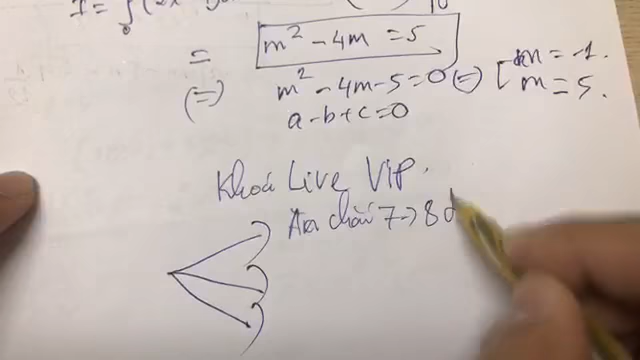 m² - 4m = 5
(=) m² - 4m - 5 = 0 (=) [ m = -1.
m = 5.
a - b + c = 0
Khoá Live VIP.
Ăn chắc 7 -> 8 đ